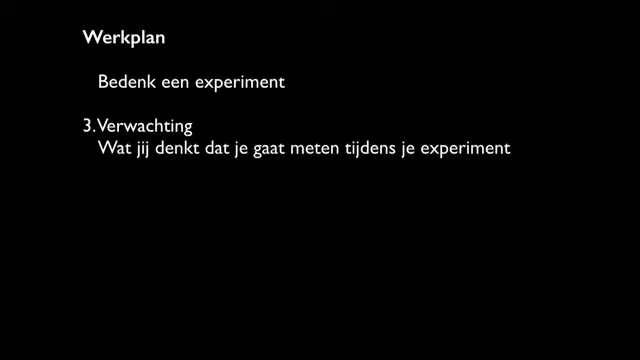 Werkplan
Bedenk een experiment
3. Verwachting
Wat jij denkt dat je gaat meten tijdens je experiment